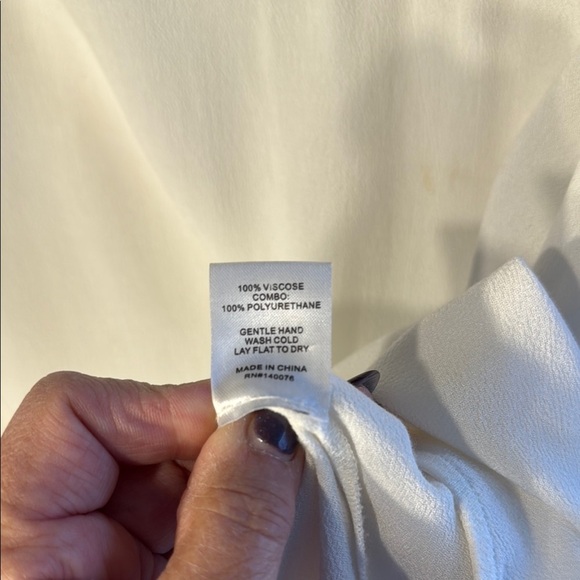 100% VISCOSE
COMBO:
100% POLYURETHANE
GENTLE HAND
WASH COLD
LAY FLAT TO DRY
MADE IN CHINA
RN#140076